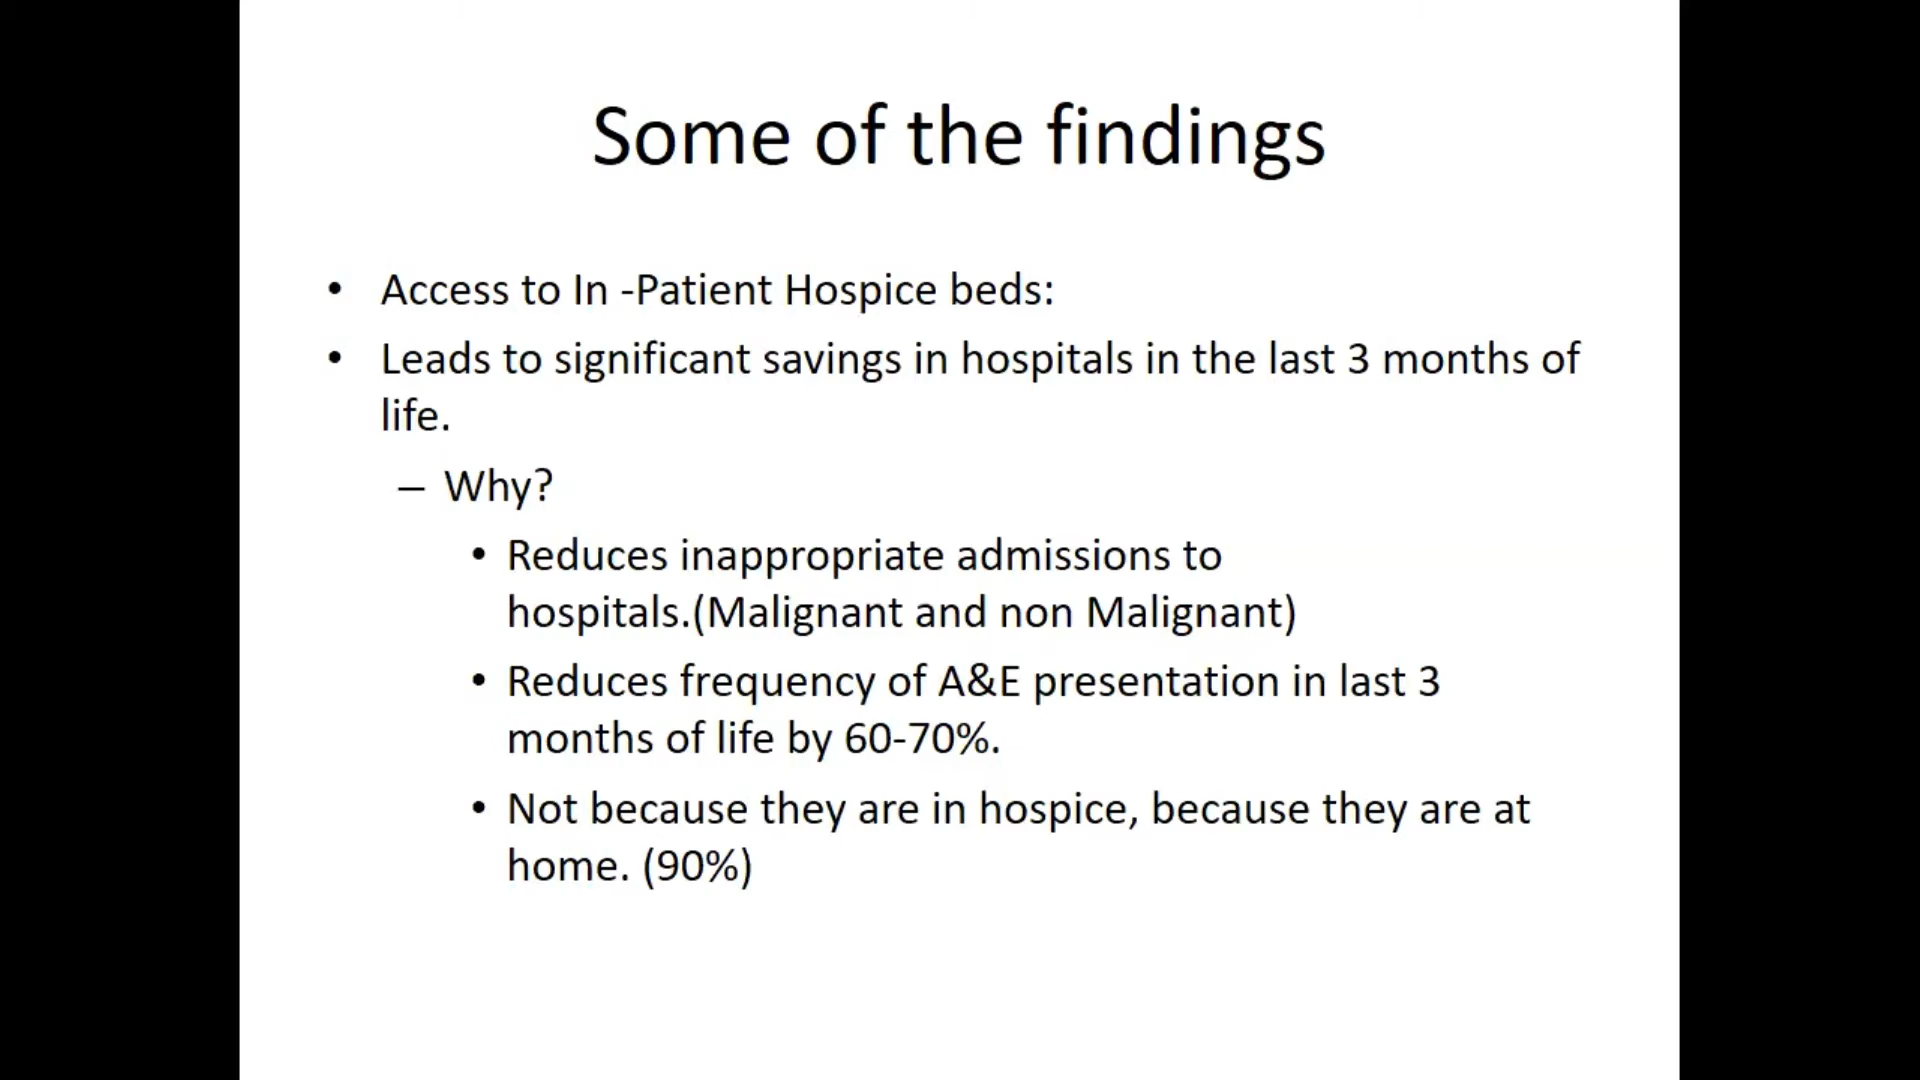 Some of the findings
• Access to In -Patient Hospice beds:
• Leads to significant savings in hospitals in the last 3 months of
life.
– Why?
• Reduces inappropriate admissions to
hospitals.(Malignant and non Malignant)
• Reduces frequency of A&E presentation in last 3
months of life by 60-70%.
• Not because they are in hospice, because they are at
home. (90%)